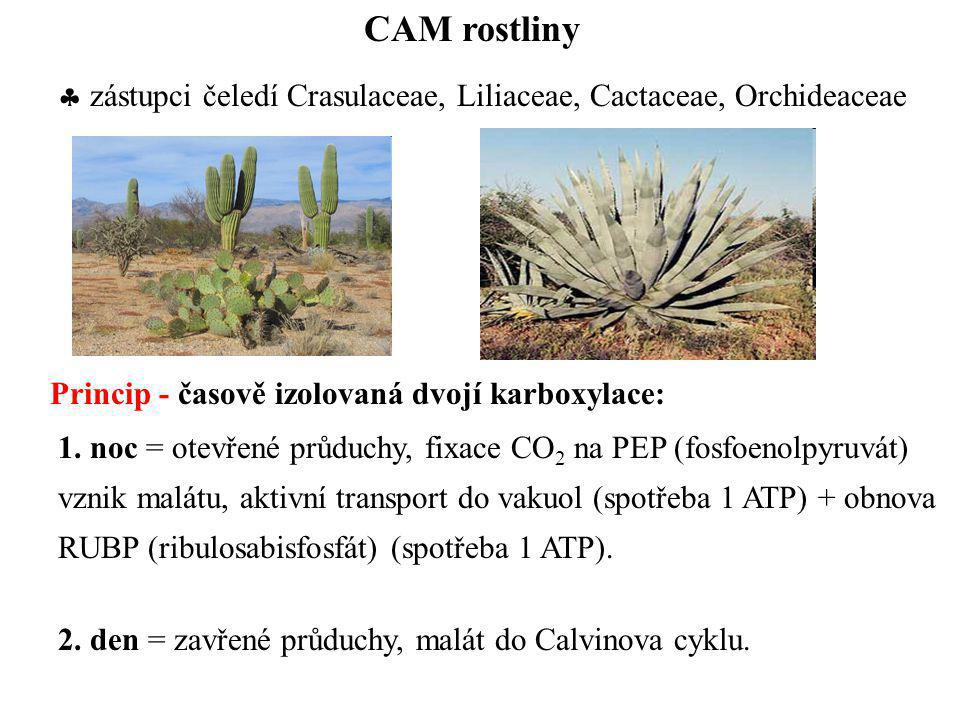 CAM rostliny
♣ zástupci čeledí Crasulaceae, Liliaceae, Cactaceae, Orchideaceae
Princip - časově izolovaná dvojí karboxylace:
1. noc = otevřené průduchy, fixace CO₂ na PEP (fosfoenolpyruvát)
vznik malátu, aktivní transport do vakuol (spotřeba 1 ATP) + obnova
RUBP (ribulosabisfosfát) (spotřeba 1 ATP).
2. den = zavřené průduchy, malát do Calvinova cyklu.